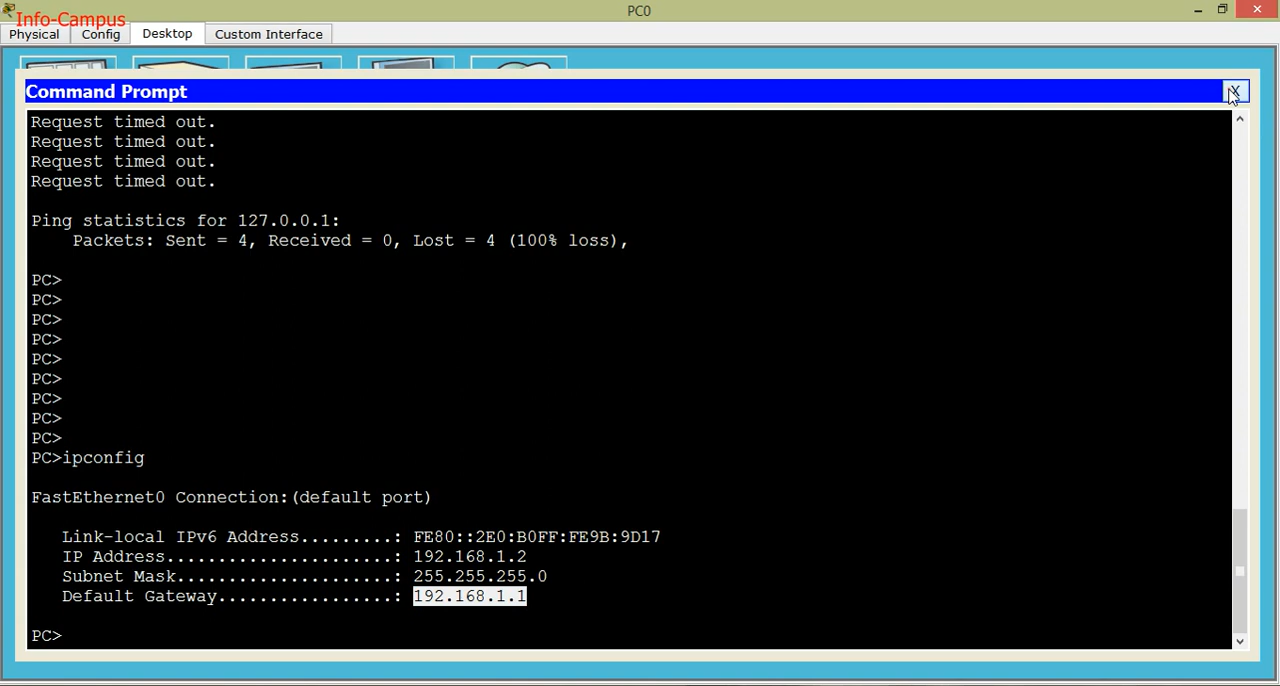 PC0
Info-Campus
Physical Config Desktop Custom Interface
Command Prompt
X
Request timed out.
Request timed out.
Request timed out.
Request timed out.
Ping statistics for 127.0.0.1:
Packets: Sent = 4, Received = 0, Lost = 4 (100% loss),
PC>
PC>
PC>
PC>
PC>
PC>
PC>
PC>
PC>
PC>ipconfig
FastEthernet0 Connection:(default port)
Link-local IPv6 Address.........: FE80::2E0:B0FF:FE9B:9D17
IP Address......................: 192.168.1.2
Subnet Mask.....................: 255.255.255.0
Default Gateway.................: 192.168.1.1
PC>